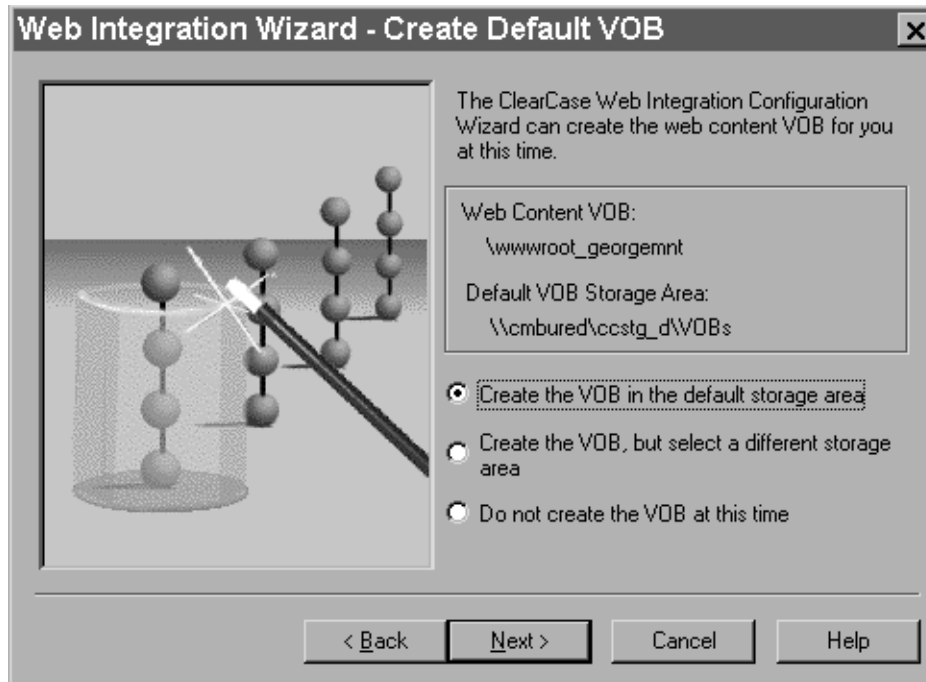 Web Integration Wizard - Create Default VOB
The ClearCase Web Integration Configuration
Wizard can create the web content VOB for you
at this time.
Web Content VOB:
\wwwroot_georgemnt
Default VOB Storage Area:
\\cmbured\ccstg_d\VOBs
Create the VOB in the default storage area
Create the VOB, but select a different storage
area
Do not create the VOB at this time
< Back
Next >
Cancel
Help